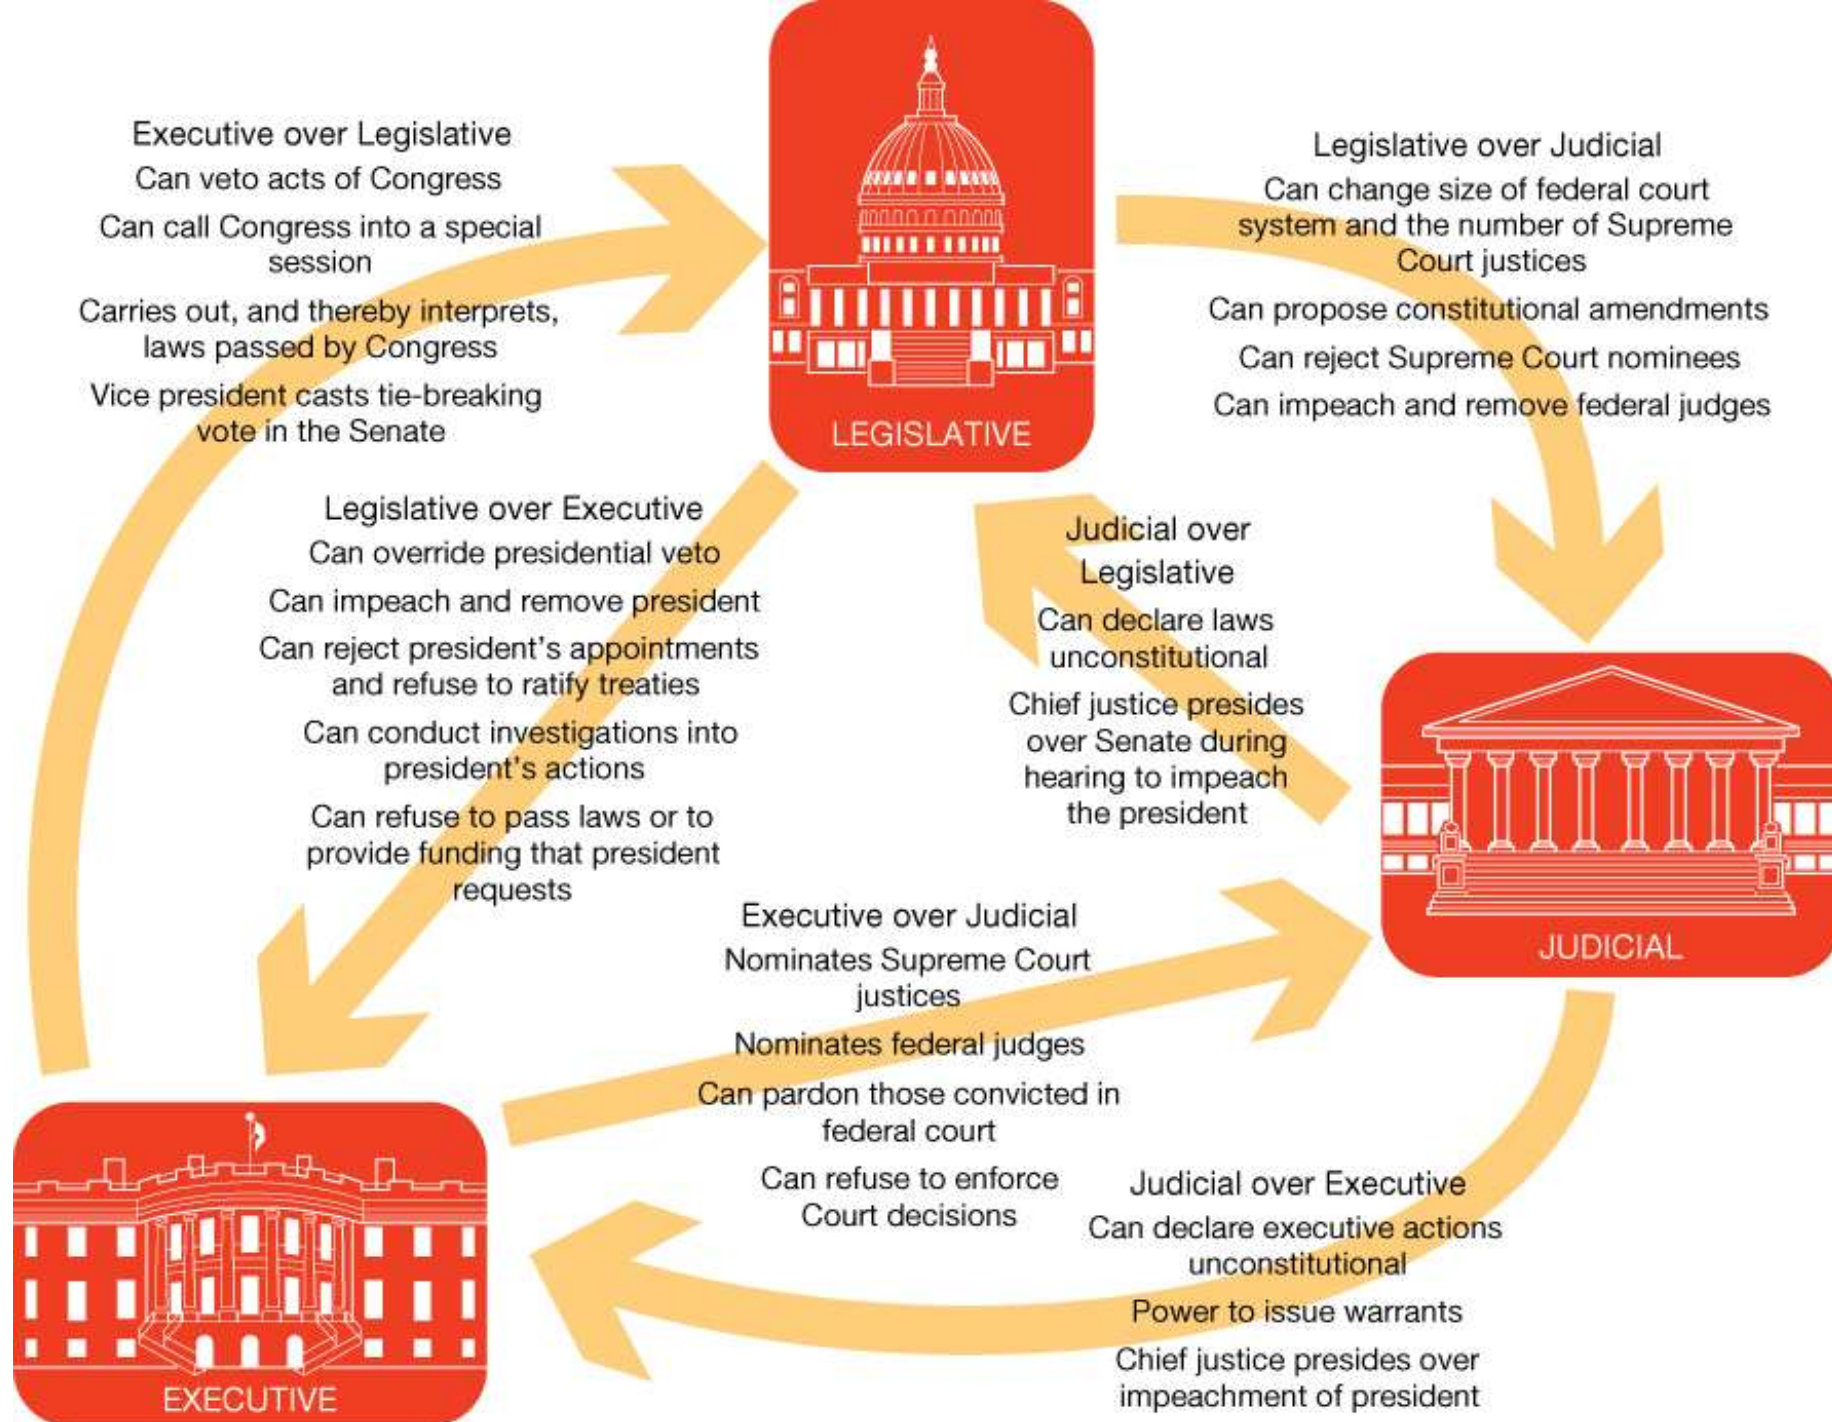 Executive over Legislative
Can veto acts of Congress
Can call Congress into a special
session
Carries out, and thereby interprets,
laws passed by Congress
Vice president casts tie-breaking
vote in the Senate
LEGISLATIVE
Legislative over Judicial
Can change size of federal court
system and the number of Supreme
Court justices
Can propose constitutional amendments
Can reject Supreme Court nominees
Can impeach and remove federal judges
Legislative over Executive
Can override presidential veto
Can impeach and remove president
Can reject president's appointments
and refuse to ratify treaties
Can conduct investigations into
president's actions
Can refuse to pass laws or to
provide funding that president
requests
Judicial over
Legislative
Can declare laws
unconstitutional
Chief justice presides
over Senate during
hearing to impeach
the president
JUDICIAL
Executive over Judicial
Nominates Supreme Court
justices
Nominates federal judges
Can pardon those convicted in
federal court
Can refuse to enforce
Court decisions
Judicial over Executive
Can declare executive actions
unconstitutional
Power to issue warrants
Chief justice presides over
impeachment of president
EXECUTIVE